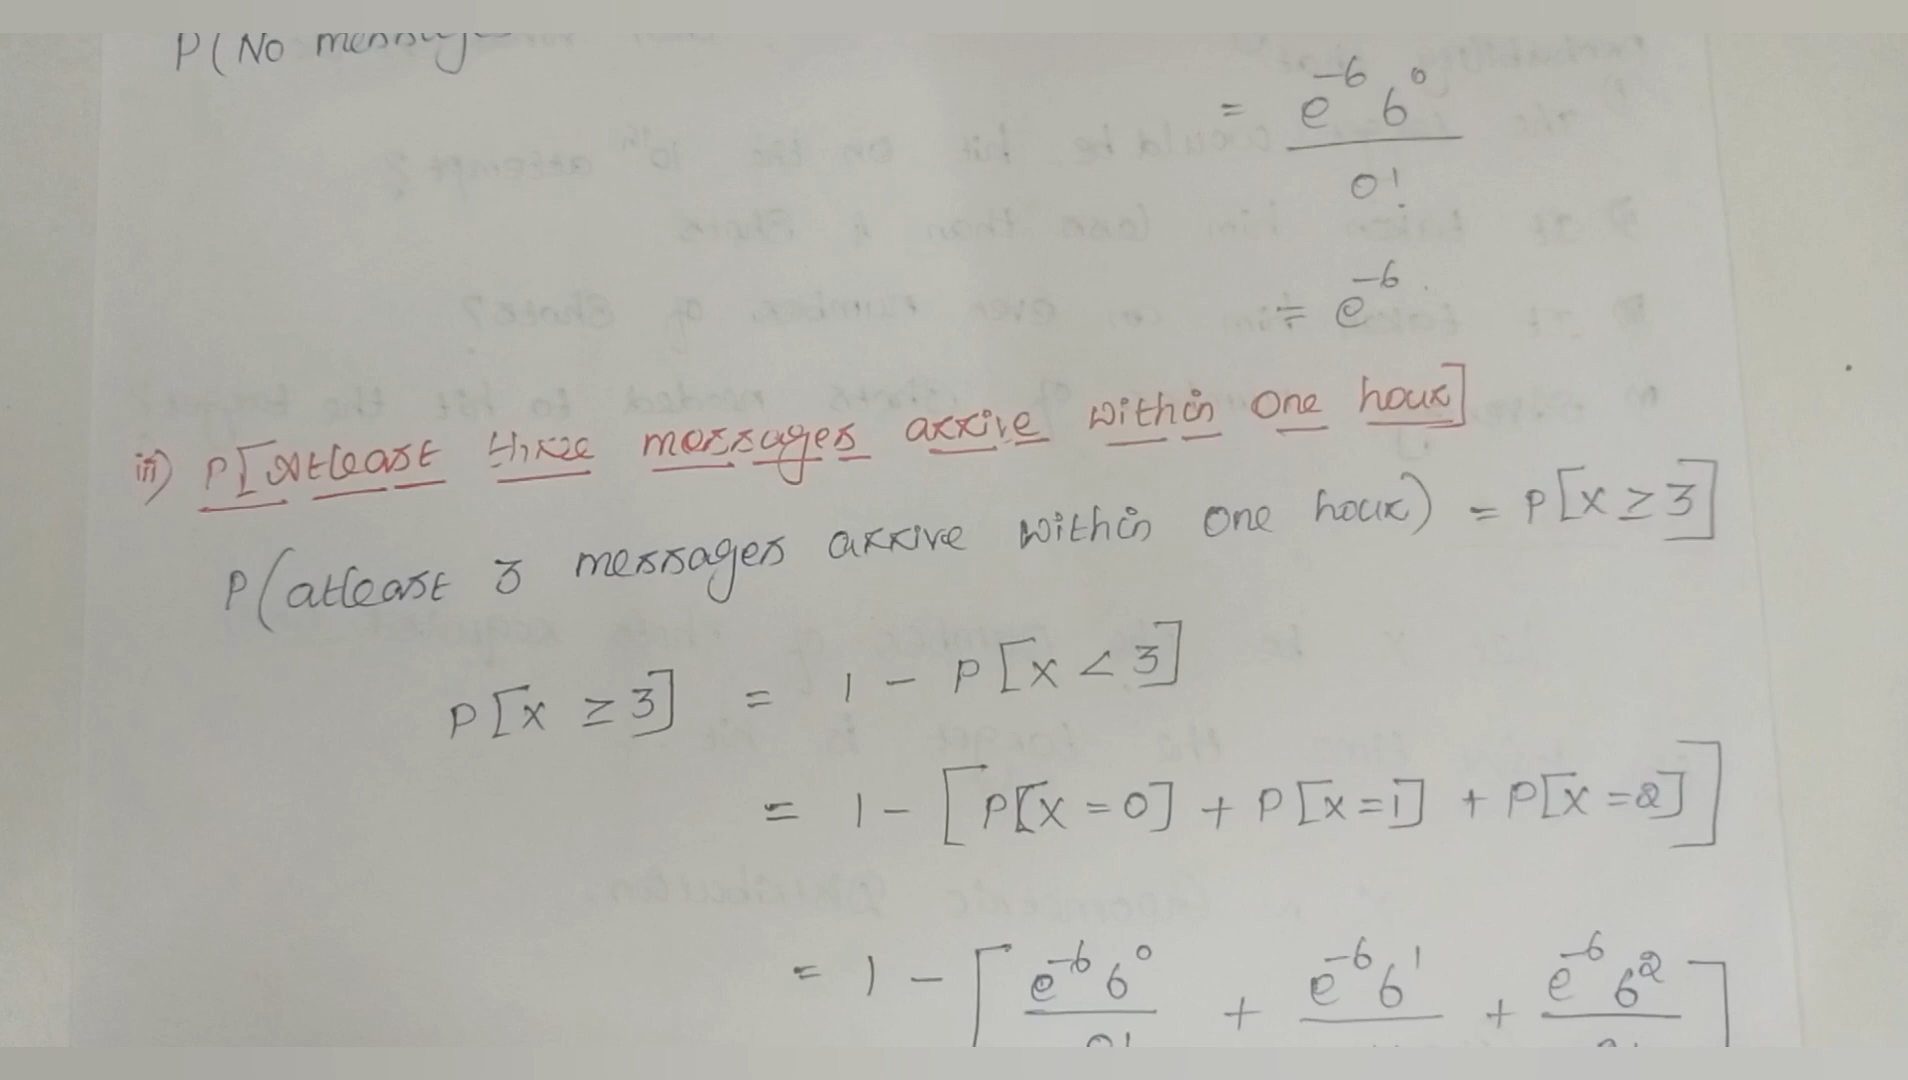 P(No messages
= e^-6 6^0
0!
= e^-6.
iii) P[Atleast three messages arrive within one hour]
P(atleast 3 messages arrive within one hour) = P[X ≥ 3]
P[X ≥ 3] = 1 - P[X < 3]
= 1 - [P[X = 0] + P[X = 1] + P[X = 2]]
= 1 - [e^-6 6^0 / 0! + e^-6 6^1 + e^-6 6^2]